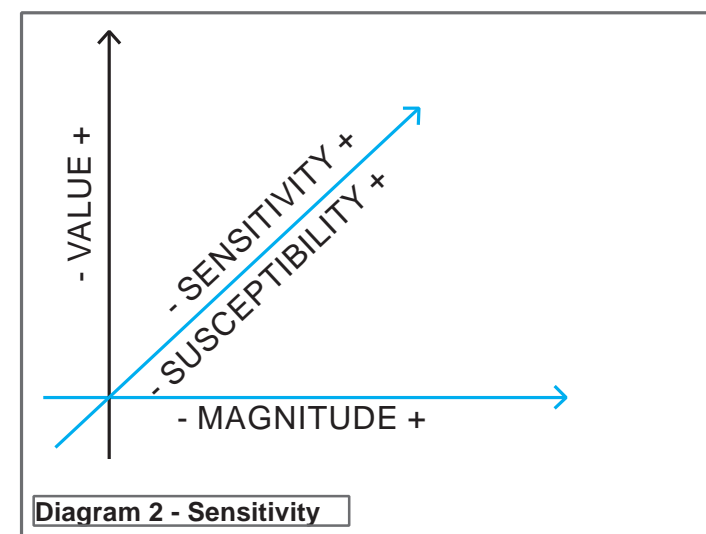 - VALUE +
- SENSITIVITY +
- SUSCEPTIBILITY +
- MAGNITUDE +
Diagram 2 - Sensitivity